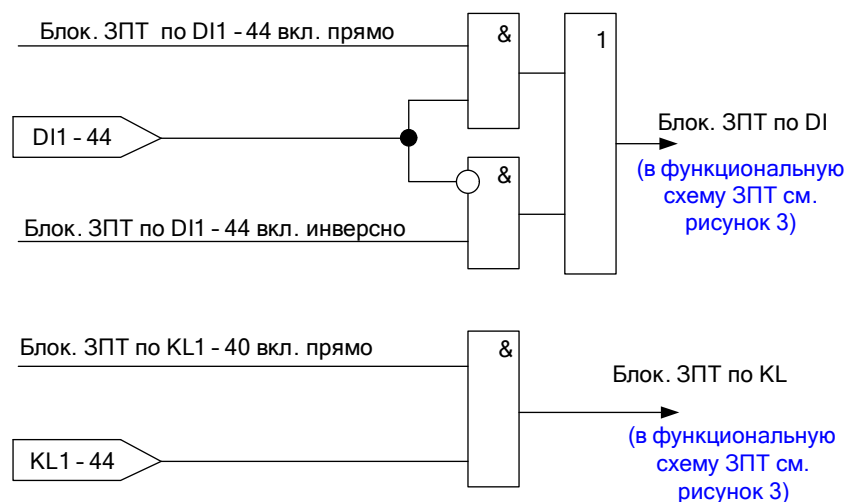 Блок. ЗПТ по DI1 - 44 вкл. прямо
&
1
DI1 - 44
Блок. ЗПТ по DI
(в функциональную
схему ЗПТ см.
рисунок 3)
&
Блок. ЗПТ по DI1 - 44 вкл. инверсно
Блок. ЗПТ по KL1 - 40 вкл. прямо
&
Блок. ЗПТ по KL
(в функциональную
схему ЗПТ см.
рисунок 3)
KL1 - 44